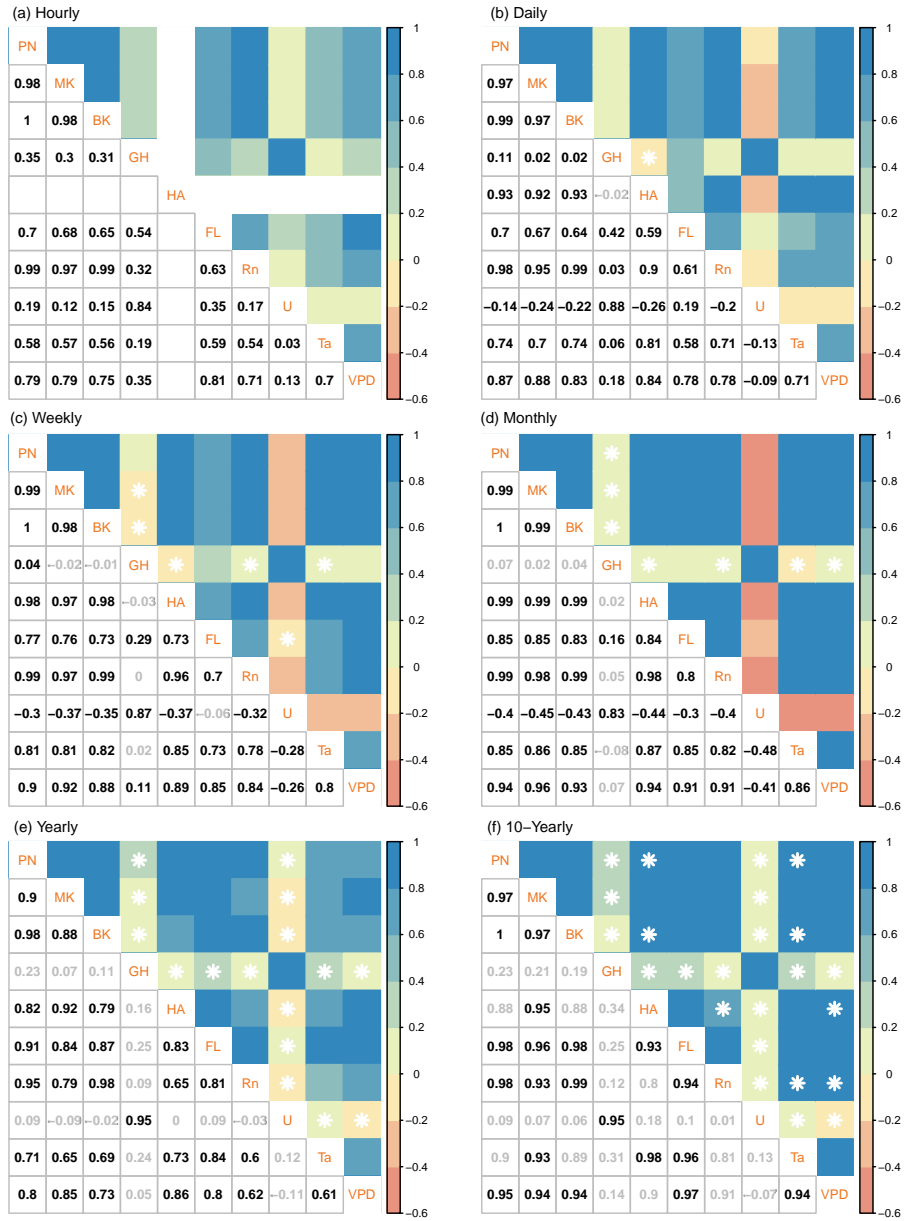 (a) Hourly
PN
0.98 MK
1 0.98 BK
0.35 0.3 0.31 GH
HA
0.7 0.68 0.65 0.54 FL
0.99 0.97 0.99 0.32 0.63 Rn
0.19 0.12 0.15 0.84 0.35 0.17 U
0.58 0.57 0.56 0.19 0.59 0.54 0.03 Ta
0.79 0.79 0.75 0.35 0.81 0.71 0.13 0.7 VPD
1
0.8
0.6
0.4
0.2
0
−0.2
−0.4
−0.6
(b) Daily
PN
0.97 MK
0.99 0.97 BK
0.11 0.02 0.02 GH
0.93 0.92 0.93 −0.02 HA
0.7 0.67 0.64 0.42 0.59 FL
0.98 0.95 0.99 0.03 0.9 0.61 Rn
−0.14 −0.24 −0.22 0.88 −0.26 0.19 −0.2 U
0.74 0.7 0.74 0.06 0.81 0.58 0.71 −0.13 Ta
0.87 0.88 0.83 0.18 0.84 0.78 0.78 −0.09 0.71 VPD
1
0.8
0.6
0.4
0.2
0
−0.2
−0.4
−0.6
(c) Weekly
PN
0.99 MK
1 0.98 BK
0.04 −0.02 −0.01 GH
0.98 0.97 0.98 −0.03 HA
0.77 0.76 0.73 0.29 0.73 FL
0.99 0.97 0.99 0 0.96 0.7 Rn
−0.3 −0.37 −0.35 0.87 −0.37 −0.06 −0.32 U
0.81 0.81 0.82 0.02 0.85 0.73 0.78 −0.28 Ta
0.9 0.92 0.88 0.11 0.89 0.85 0.84 −0.26 0.8 VPD
1
0.8
0.6
0.4
0.2
0
−0.2
−0.4
−0.6
(d) Monthly
PN
0.99 MK
1 0.99 BK
0.07 0.02 0.04 GH
0.99 0.99 0.99 0.02 HA
0.85 0.85 0.83 0.16 0.84 FL
0.99 0.98 0.99 0.05 0.98 0.8 Rn
−0.4 −0.45 −0.43 0.83 −0.44 −0.3 −0.4 U
0.85 0.86 0.85 −0.08 0.87 0.85 0.82 −0.48 Ta
0.94 0.96 0.93 0.07 0.94 0.91 0.91 −0.41 0.86 VPD
1
0.8
0.6
0.4
0.2
0
−0.2
−0.4
−0.6
(e) Yearly
PN
0.9 MK
0.98 0.88 BK
0.23 0.07 0.11 GH
0.82 0.92 0.79 0.16 HA
0.91 0.84 0.87 0.25 0.83 FL
0.95 0.79 0.98 0.09 0.65 0.81 Rn
0.09 −0.09 −0.02 0.95 0 0.09 −0.03 U
0.71 0.65 0.69 0.24 0.73 0.84 0.6 0.12 Ta
0.8 0.85 0.73 0.05 0.86 0.8 0.62 −0.11 0.61 VPD
1
0.8
0.6
0.4
0.2
0
−0.2
−0.4
−0.6
(f) 10−Yearly
PN
0.97 MK
1 0.97 BK
0.23 0.21 0.19 GH
0.88 0.95 0.88 0.34 HA
0.98 0.96 0.98 0.25 0.93 FL
0.98 0.93 0.99 0.12 0.8 0.94 Rn
0.09 0.07 0.06 0.95 0.18 0.1 0.01 U
0.9 0.93 0.89 0.31 0.98 0.96 0.81 0.13 Ta
0.95 0.94 0.94 0.14 0.9 0.97 0.91 −0.07 0.94 VPD
1
0.8
0.6
0.4
0.2
0
−0.2
−0.4
−0.6